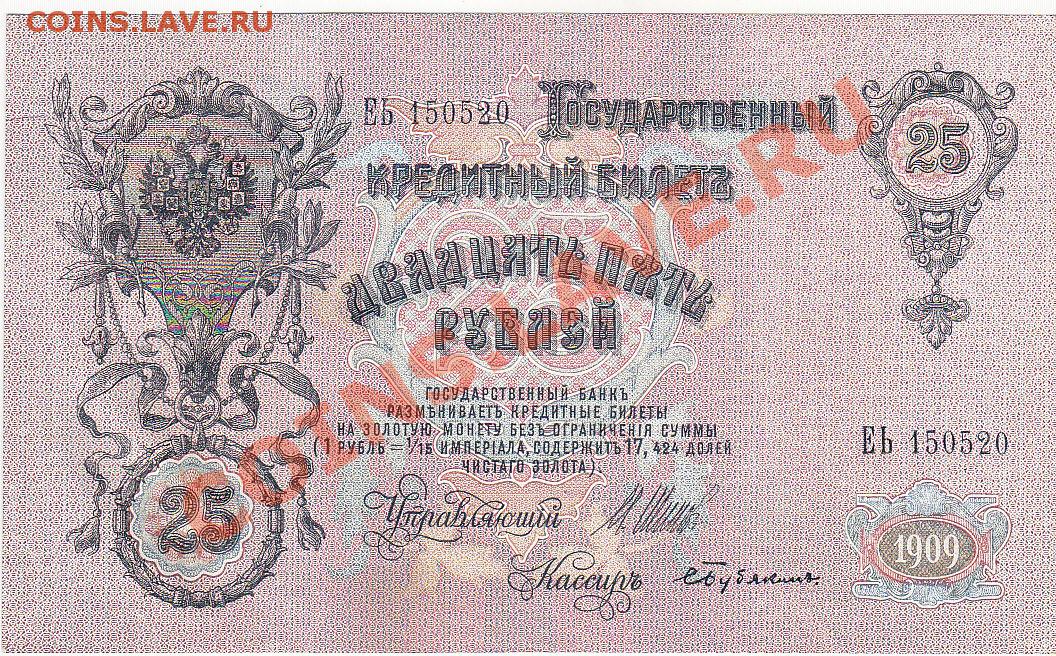 COINS.LAVE.RU
ЕЬ 150520 ГОСУДАРСТВЕННЫЙ
КРЕДИТНЫЙ БИЛЕТЪ
25
ДВАДЦАТЬ ПЯТЬ
РУБЛЕЙ
ГОСУДАРСТВЕННЫЙ БАНКЪ
РАЗМѢНИВАЕТЪ КРЕДИТНЫЕ БИЛЕТЫ
НА ЗОЛОТУЮ МОНЕТУ БЕЗЪ ОГРАНИЧЕНІЯ СУММЫ
(1 РУБЛЬ = 1/15 ИМПЕРІАЛА, СОДЕРЖИТЪ 17, 424 ДОЛЕЙ
ЧИСТАГО ЗОЛОТА).
ЕЬ 150520
25
Управляющій
Кассиръ
1909
COINS.LAVE.RU